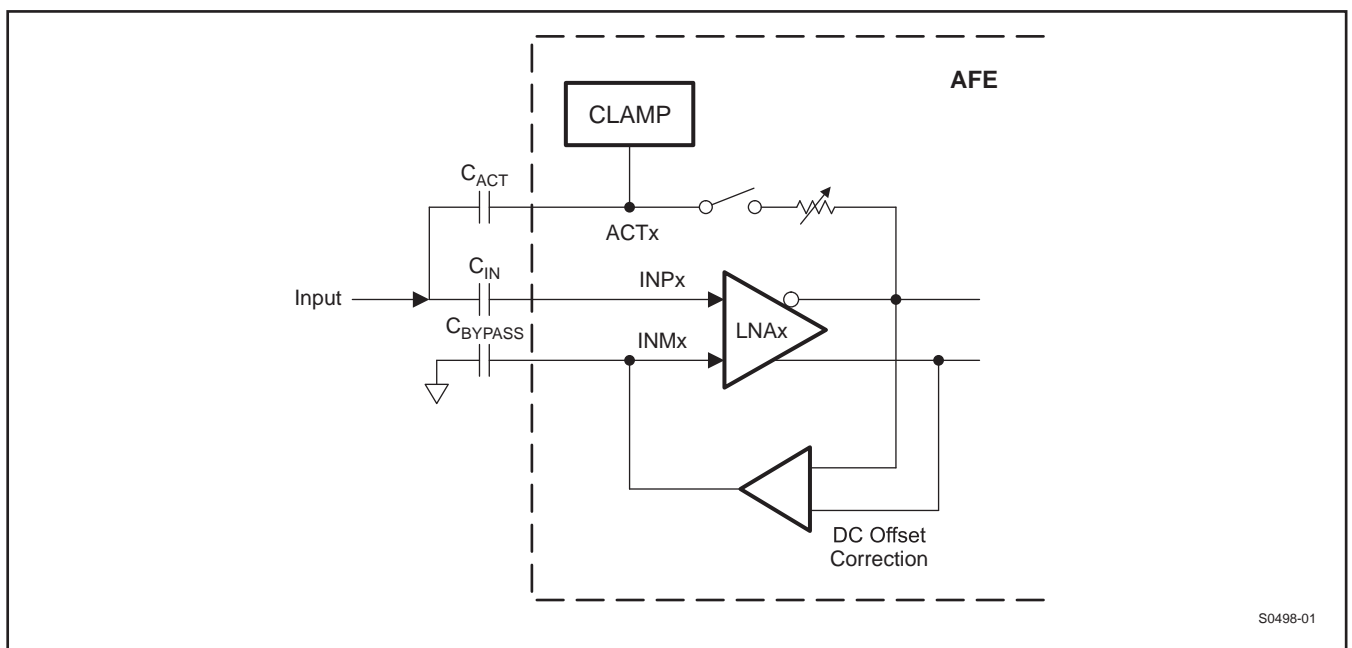 AFE
CLAMP
C_ACT
ACTx
C_IN
INPx
Input
LNAx
C_BYPASS
INMx
DC Offset
Correction
S0498-01